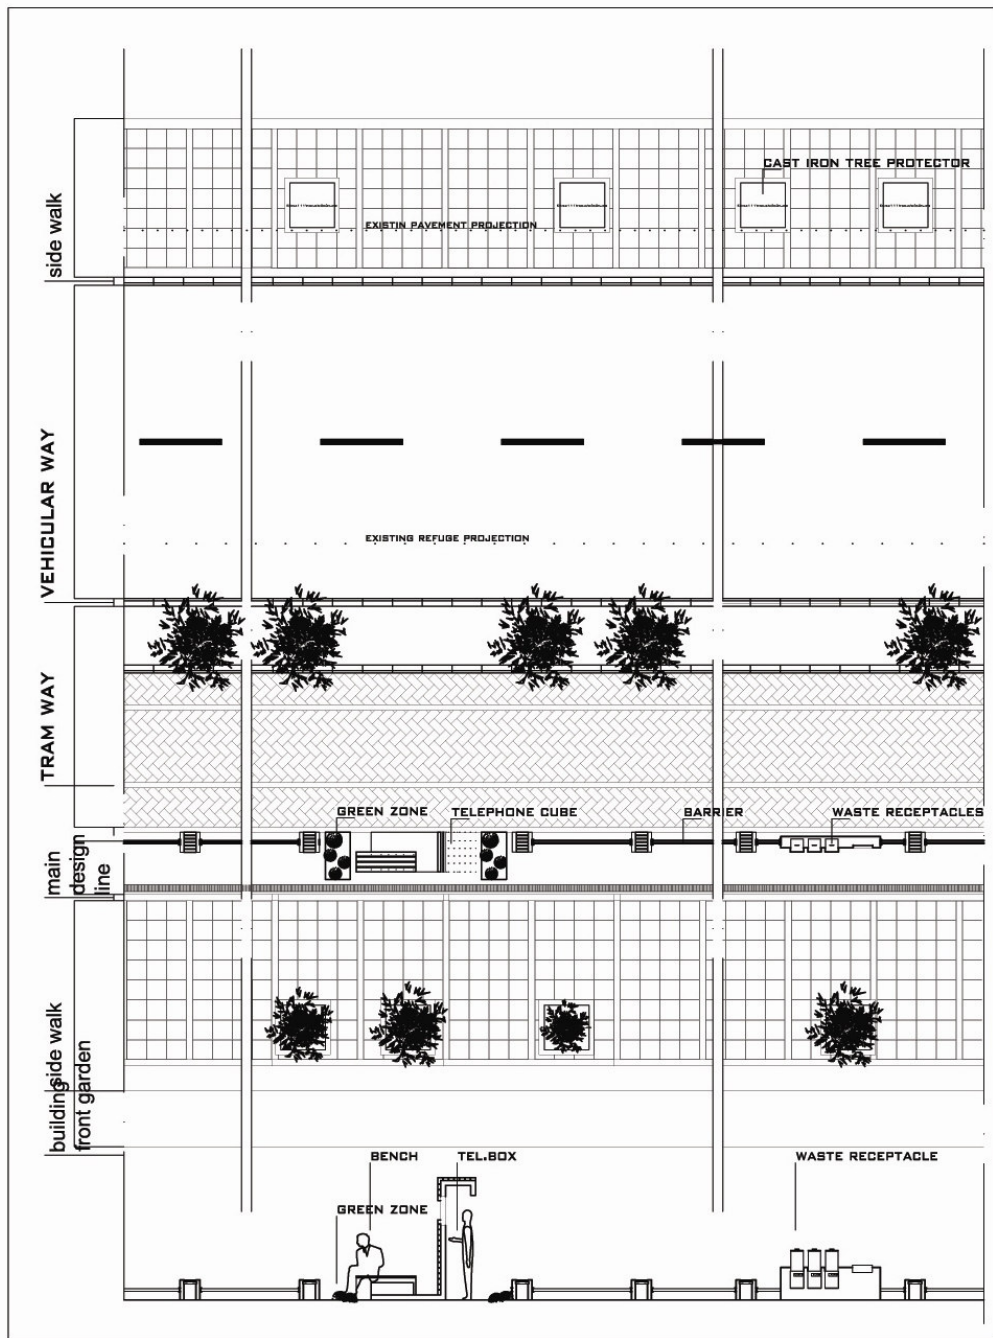 CAST IRON TREE PROTECTOR
EXISTIN PAVEMENT PROJECTION
side walk
VEHICULAR WAY
EXISTING REFUGE PROJECTION
TRAM WAY
GREEN ZONE
TELEPHONE CUBE
BARRIER
WASTE RECEPTACLES
main
design
line
side walk
building
front garden
BENCH
TEL.BOX
WASTE RECEPTACLE
GREEN ZONE